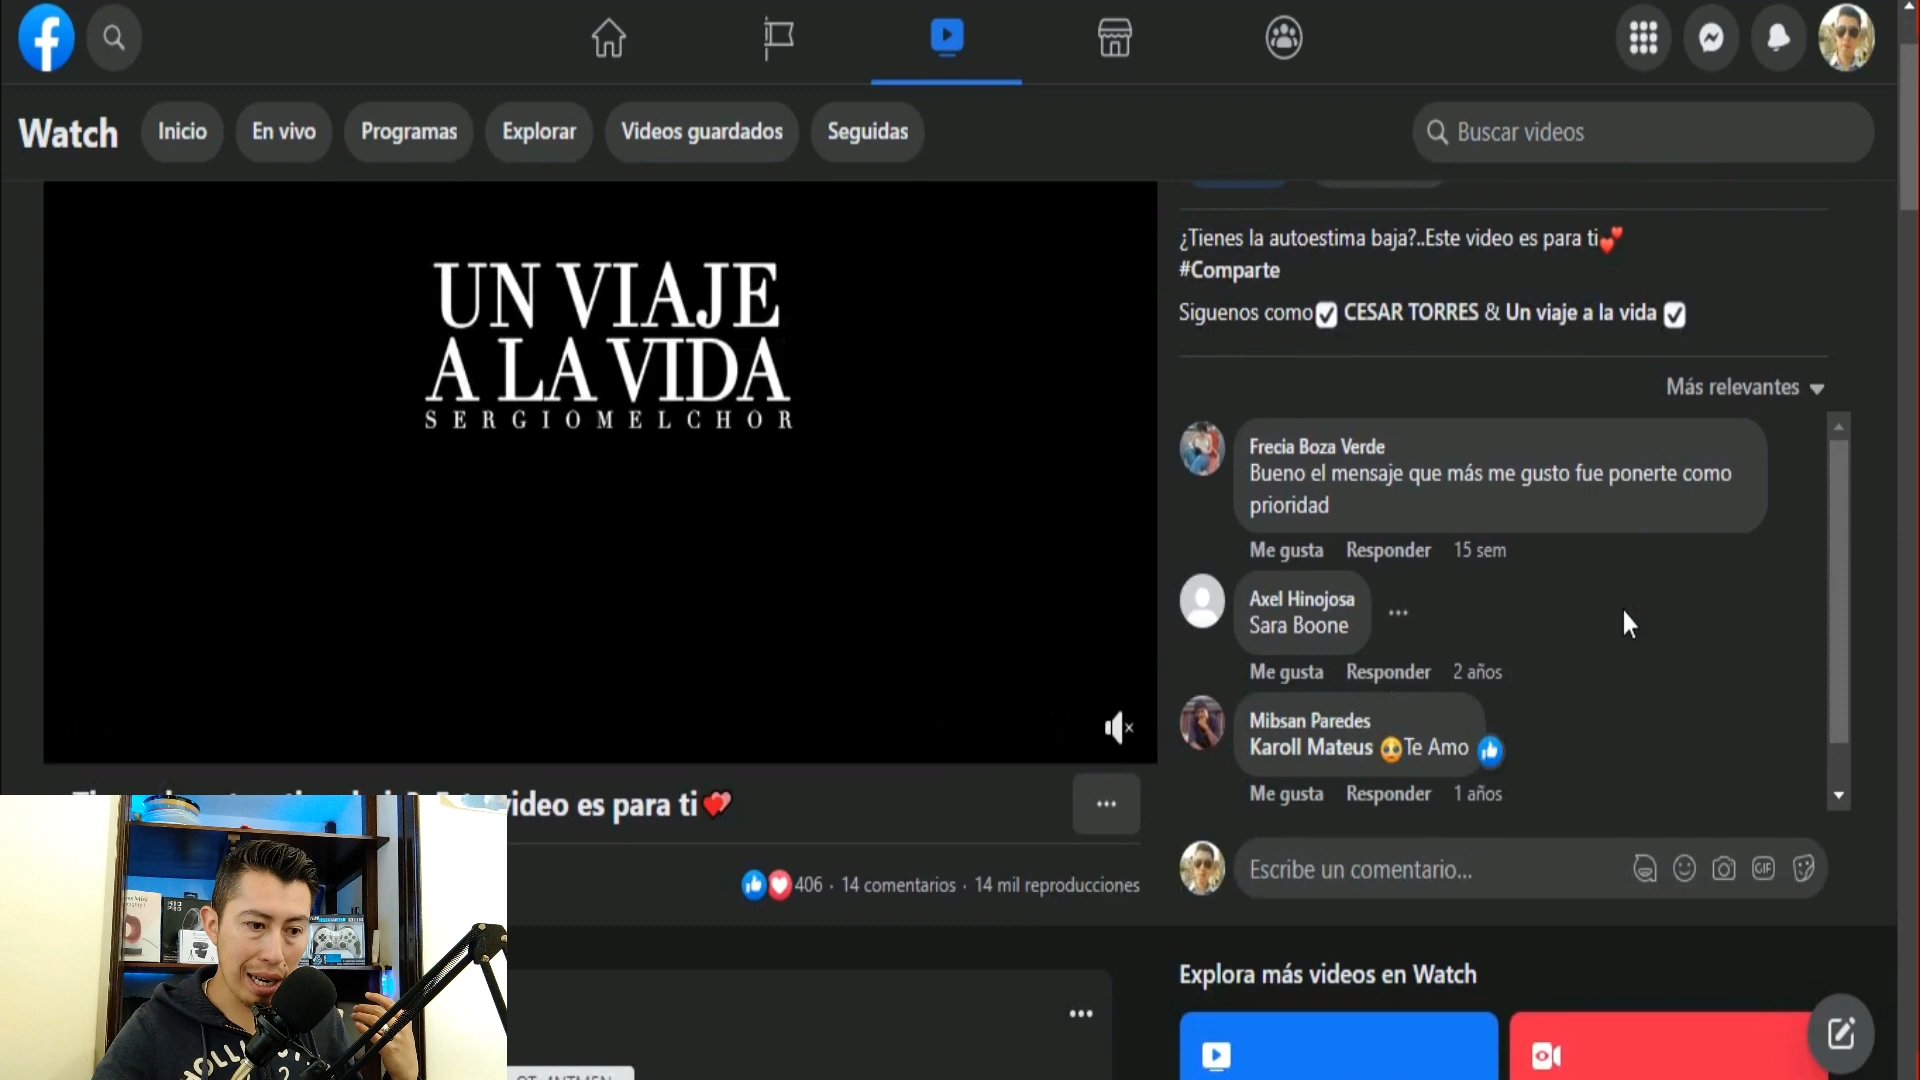 Watch
Inicio
En vivo
Programas
Explorar
Videos guardados
Seguidas
Buscar videos
UN VIAJE
A LA VIDA
SERGIOMELCHOR
¿Tienes la autoestima baja?..Este video es para ti💕
#Comparte
Siguenos como☑ CESAR TORRES & Un viaje a la vida ☑
Más relevantes
Frecia Boza Verde
Bueno el mensaje que más me gusto fue ponerte como
prioridad
Me gusta Responder 15 sem
Axel Hinojosa
Sara Boone
Me gusta Responder 2 años
Mibsan Paredes
Karoll Mateus 🥺Te Amo
Me gusta Responder 1 años
Escribe un comentario...
GIF
video es para ti💕
406 · 14 comentarios · 14 mil reproducciones
Explora más videos en Watch